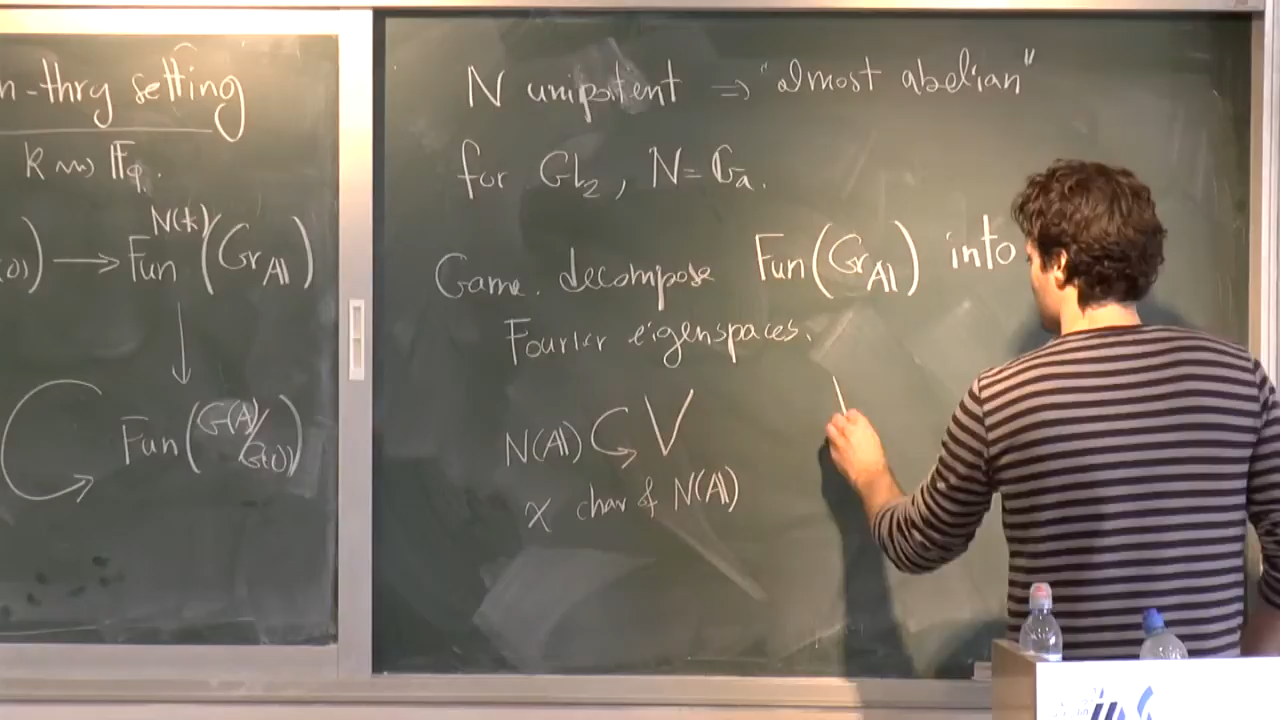 n-thry setting
k ⇝ 𝔽q.
(𝕆) → Fun^{N(k)}(Gr_𝔸)
↓
Fun(G(𝔸)/G(𝕆))
N unipotent ⇒ "almost abelian"
for GL₂, N = 𝔾ₐ.
Game. decompose Fun(Gr_𝔸) into
Fourier eigenspaces.
N(𝔸) ↻ V
χ char of N(𝔸)